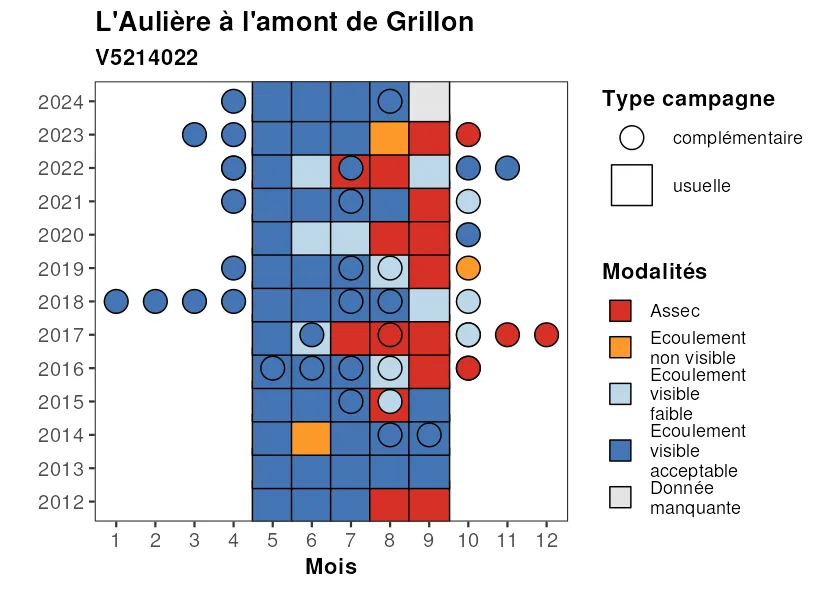 L'Aulière à l'amont de Grillon
V5214022
2024
2023
2022
2021
2020
2019
2018
2017
2016
2015
2014
2013
2012
1 2 3 4 5 6 7 8 9 10 11 12
Mois
Type campagne
complémentaire
usuelle
Modalités
Assec
Ecoulement
non visible
Ecoulement
visible
faible
Ecoulement
visible
acceptable
Donnée
manquante